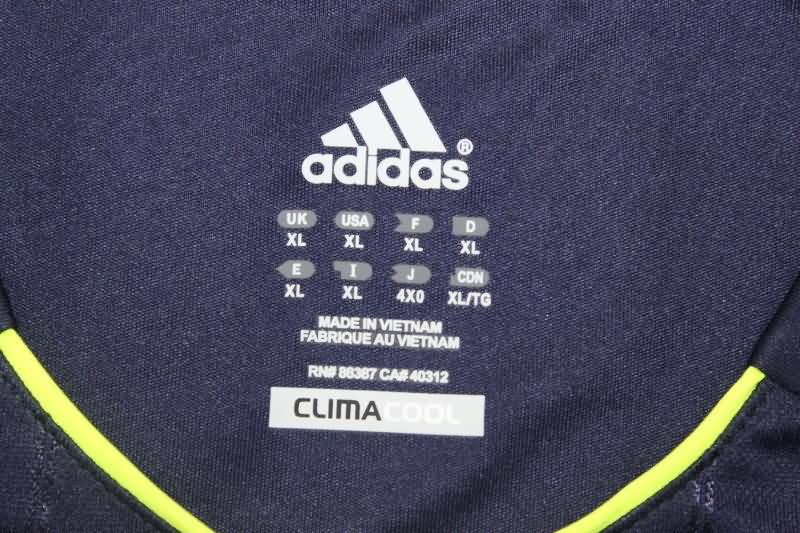 adidas®
UK USA F D
XL XL XL XL
E I J CDN
XL XL 4X0 XL/TG
MADE IN VIETNAM
FABRIQUE AU VIETNAM
RN# 86387 CA# 40312
CLIMACOOL